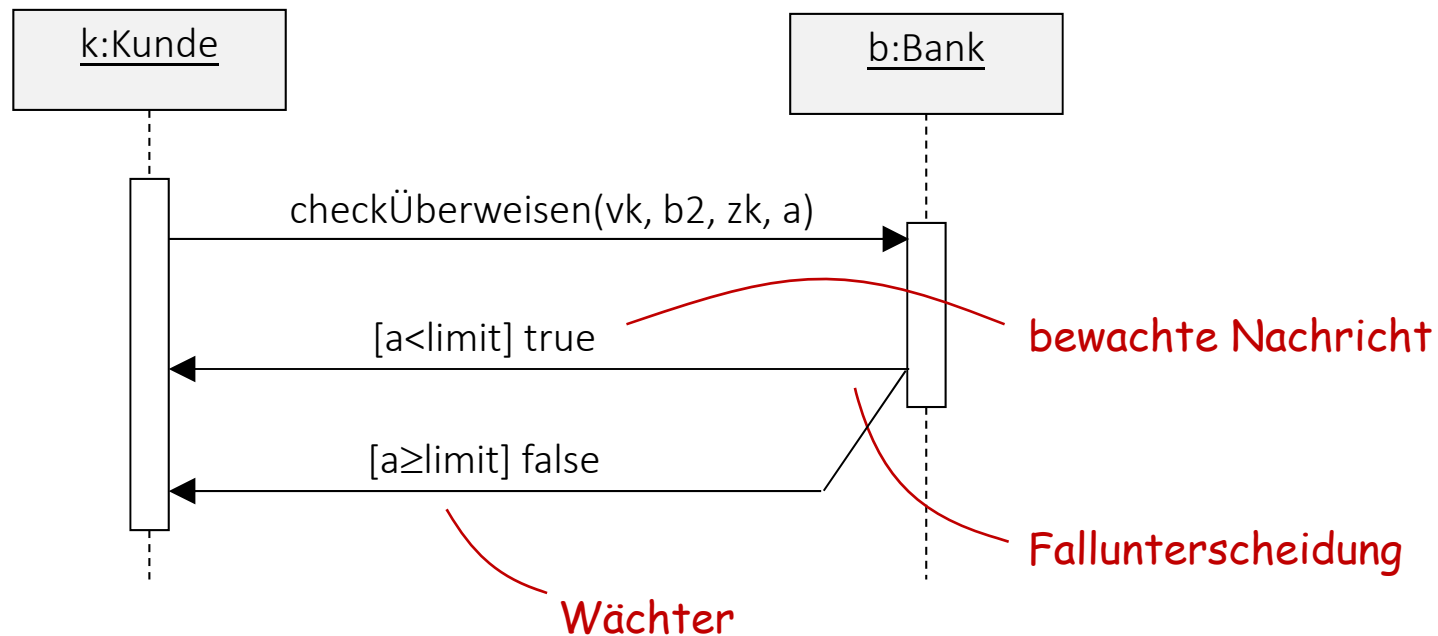 k:Kunde
b:Bank
checkÜberweisen(vk, b2, zk, a)
[a<limit] true
bewachte Nachricht
[a≥limit] false
Fallunterscheidung
Wächter